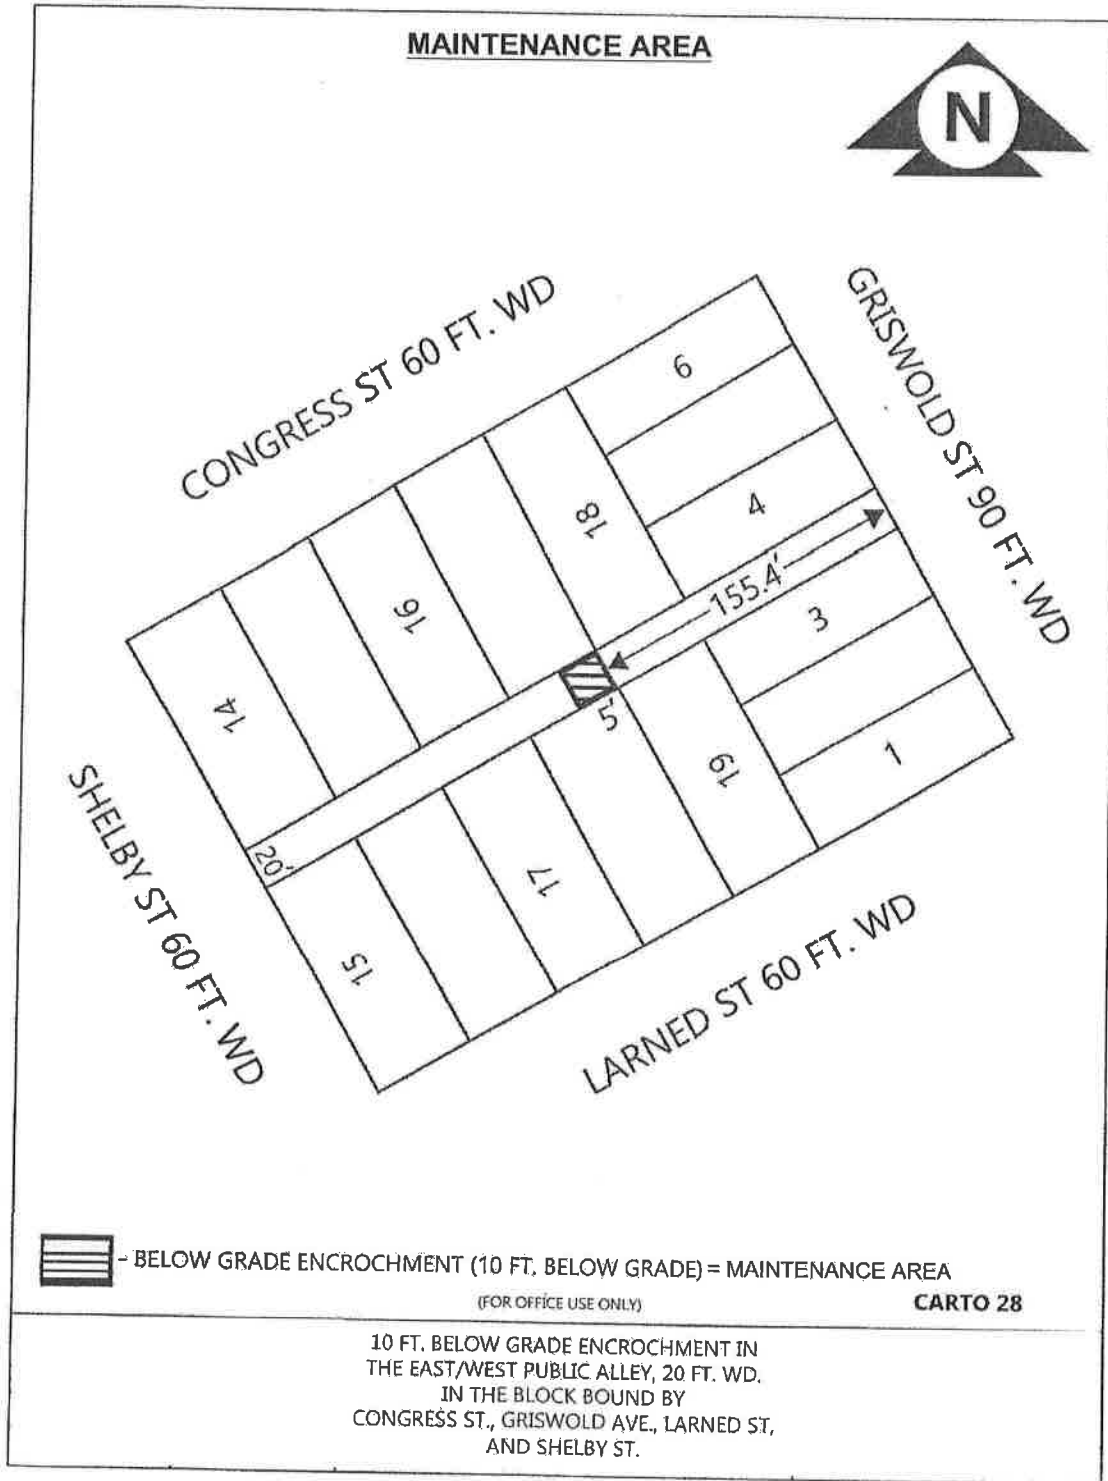 MAINTENANCE AREA
N
CONGRESS ST 60 FT. WD
GRISWOLD ST 90 FT. WD
6
18
4
16
155.4'
3
14
5'
19
1
SHELBY ST 60 FT. WD
20'
17
15
LARNED ST 60 FT. WD
- BELOW GRADE ENCROCHMENT (10 FT. BELOW GRADE) = MAINTENANCE AREA
(FOR OFFICE USE ONLY)
CARTO 28
10 FT. BELOW GRADE ENCROCHMENT IN
THE EAST/WEST PUBLIC ALLEY, 20 FT. WD.
IN THE BLOCK BOUND BY
CONGRESS ST., GRISWOLD AVE., LARNED ST,
AND SHELBY ST.